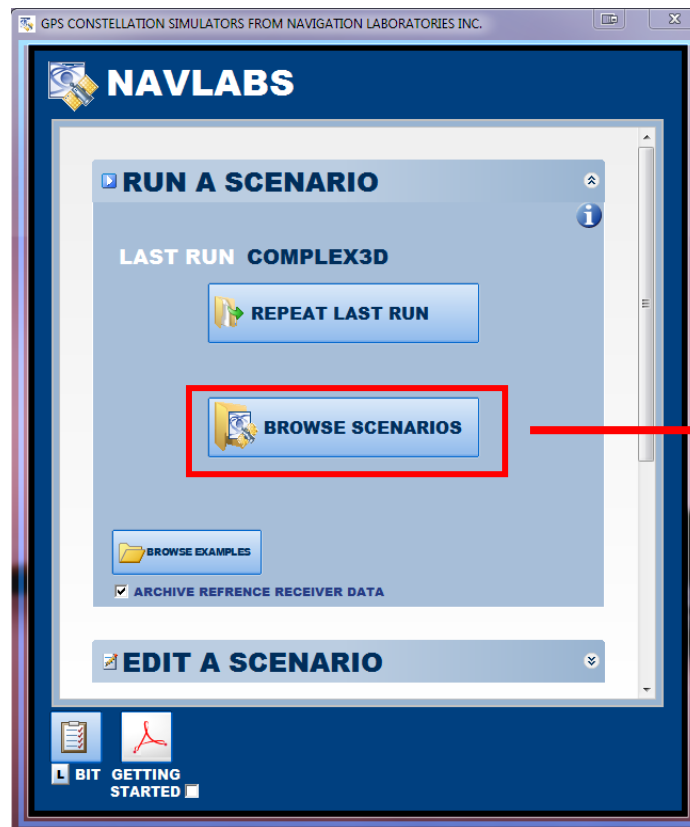 GPS CONSTELLATION SIMULATORS FROM NAVIGATION LABORATORIES INC.
NAVLABS
RUN A SCENARIO
LAST RUN COMPLEX3D
REPEAT LAST RUN
BROWSE SCENARIOS
BROWSE EXAMPLES
ARCHIVE REFRENCE RECEIVER DATA
EDIT A SCENARIO
L BIT GETTING
STARTED